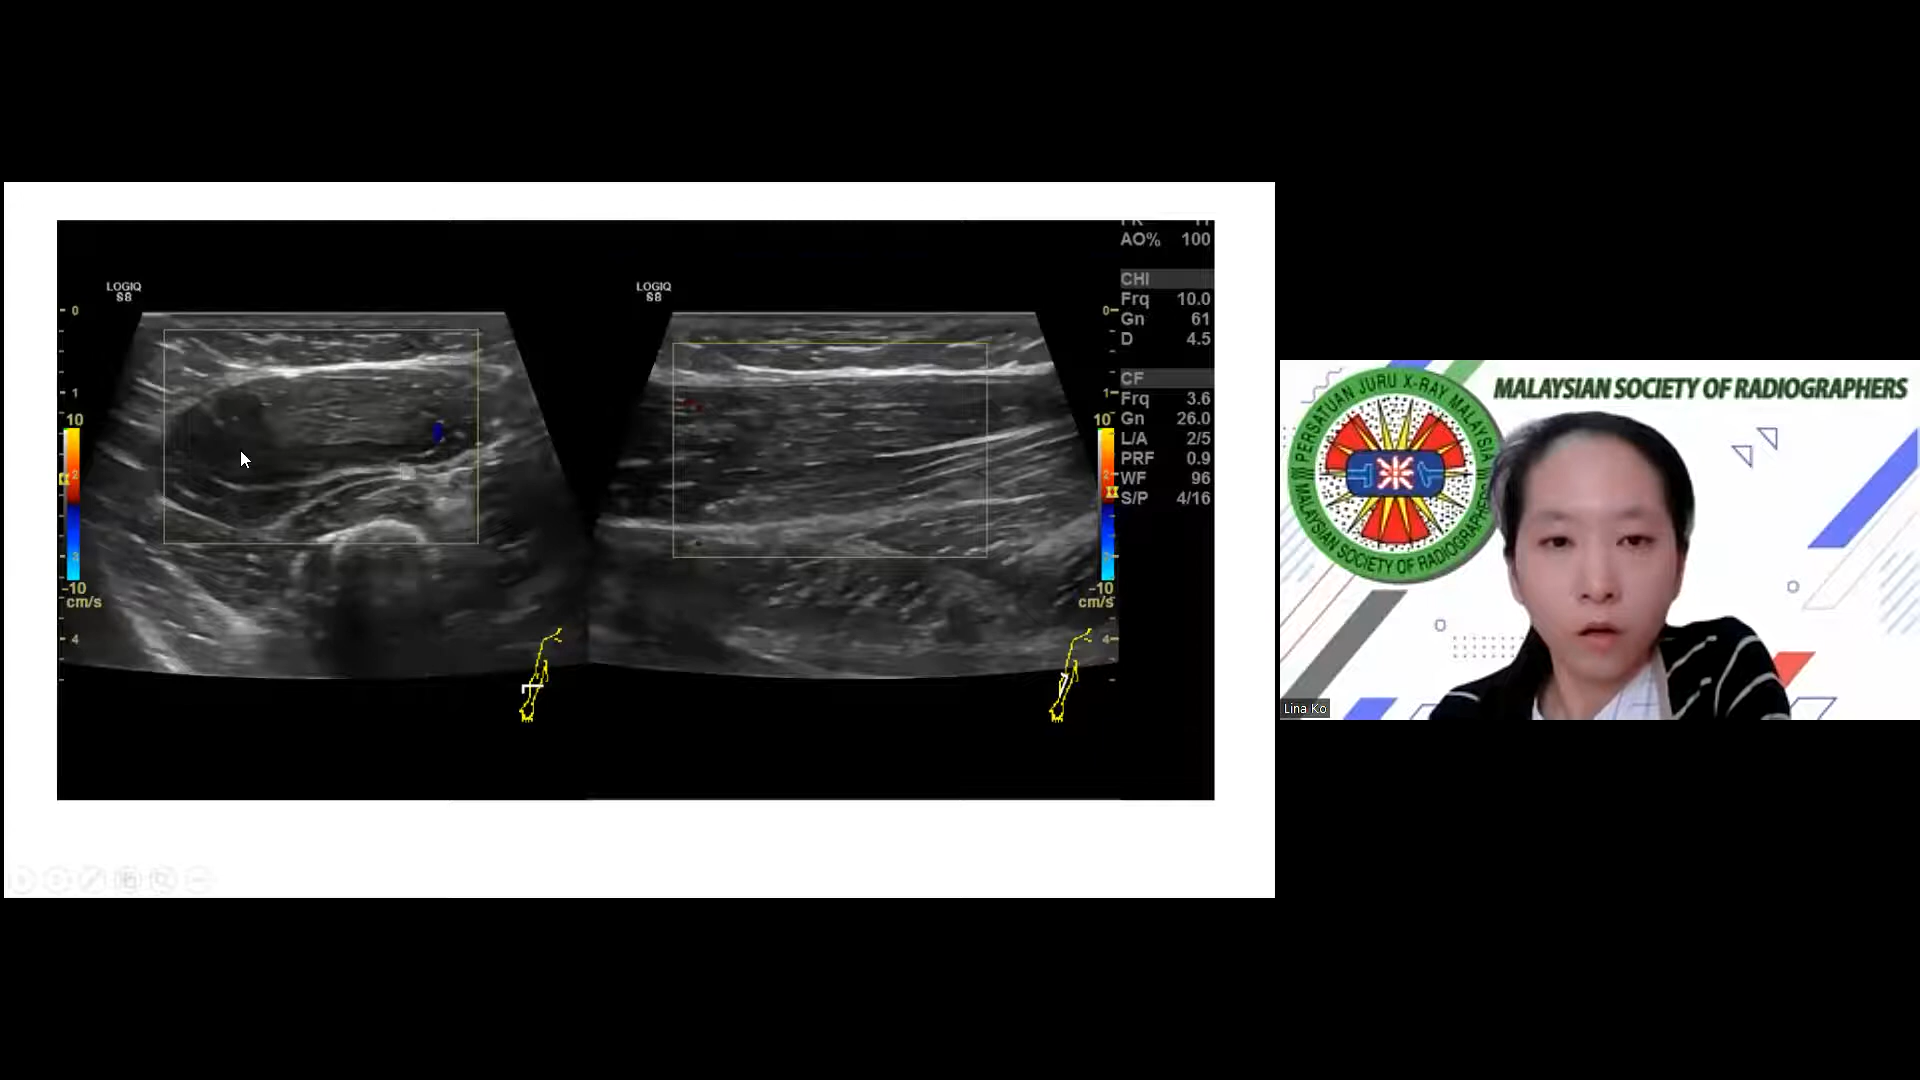 LOGIQ
S8
0
1
4
10
2
-10
cm/s
LOGIQ
S8
0
1
4
10
2
-10
cm/s
AO% 100
CHI
Frq 10.0
Gn 61
D 4.5
CF
Frq 3.6
Gn 26.0
L/A 2/5
PRF 0.9
WF 96
S/P 4/16
MALAYSIAN SOCIETY OF RADIOGRAPHERS
PERSATUAN JURU X-RAY MALAYSIA
MALAYSIAN SOCIETY OF RADIOGRAPHERS
Lina Ko